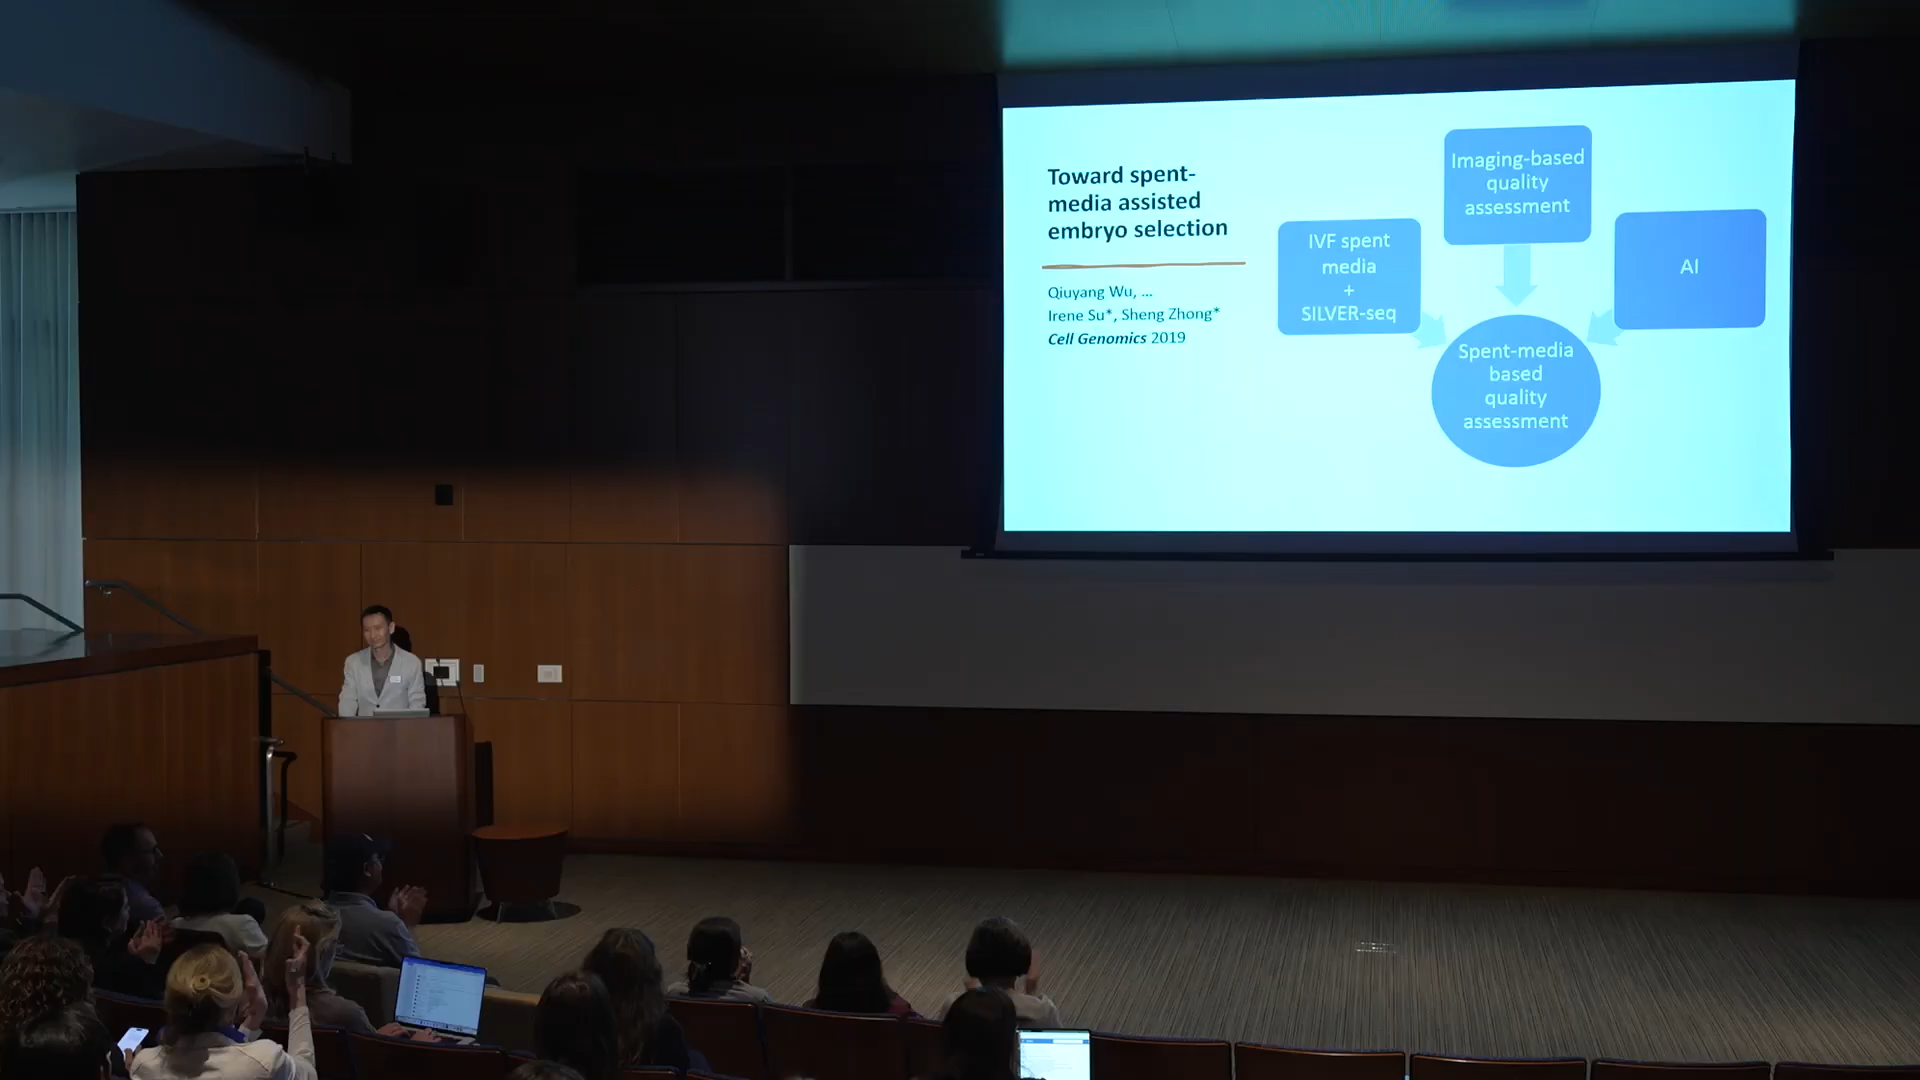 Toward spent-
media assisted
embryo selection
Qiuyang Wu, ...
Irene Su*, Sheng Zhong*
Cell Genomics 2019
Imaging-based
quality
assessment
IVF spent
media
+
SILVER-seq
AI
Spent-media
based
quality
assessment